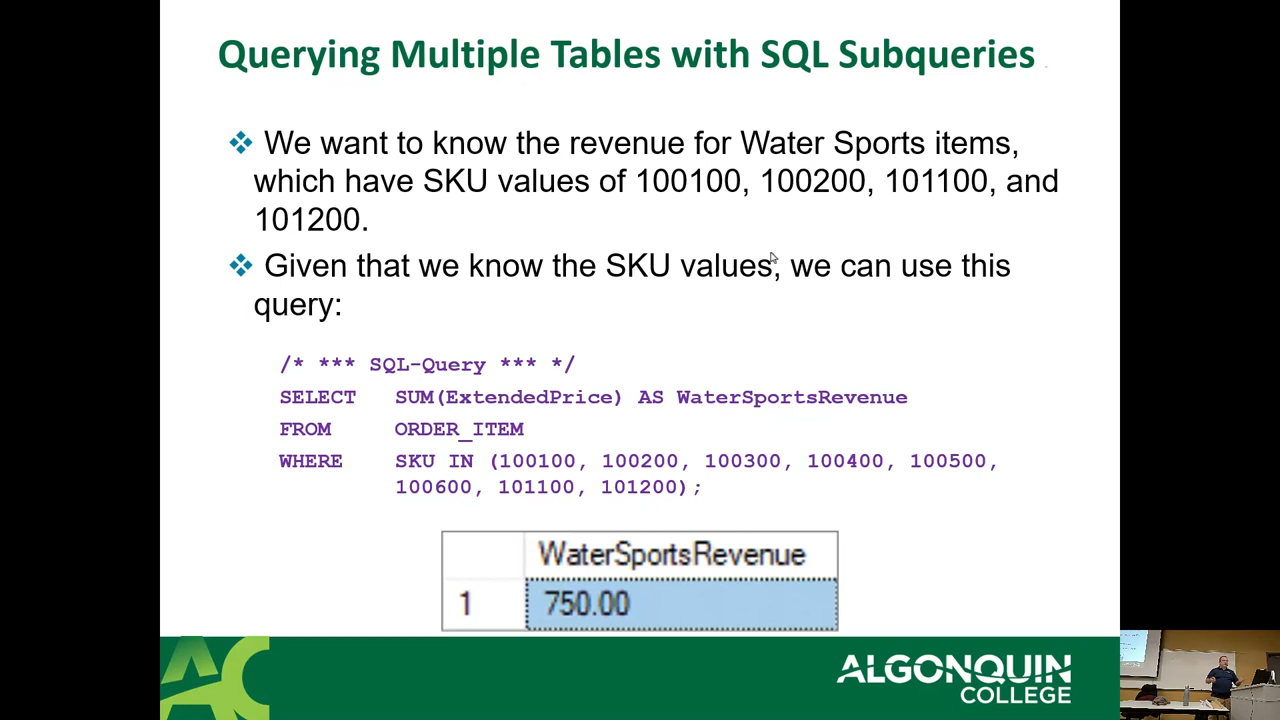 Querying Multiple Tables with SQL Subqueries
❖ We want to know the revenue for Water Sports items,
which have SKU values of 100100, 100200, 101100, and
101200.
❖ Given that we know the SKU values, we can use this
query:
/* *** SQL-Query *** */
SELECT SUM(ExtendedPrice) AS WaterSportsRevenue
FROM ORDER_ITEM
WHERE SKU IN (100100, 100200, 100300, 100400, 100500,
100600, 101100, 101200);
WaterSportsRevenue
1 750.00
AC
ALGONQUIN
COLLEGE